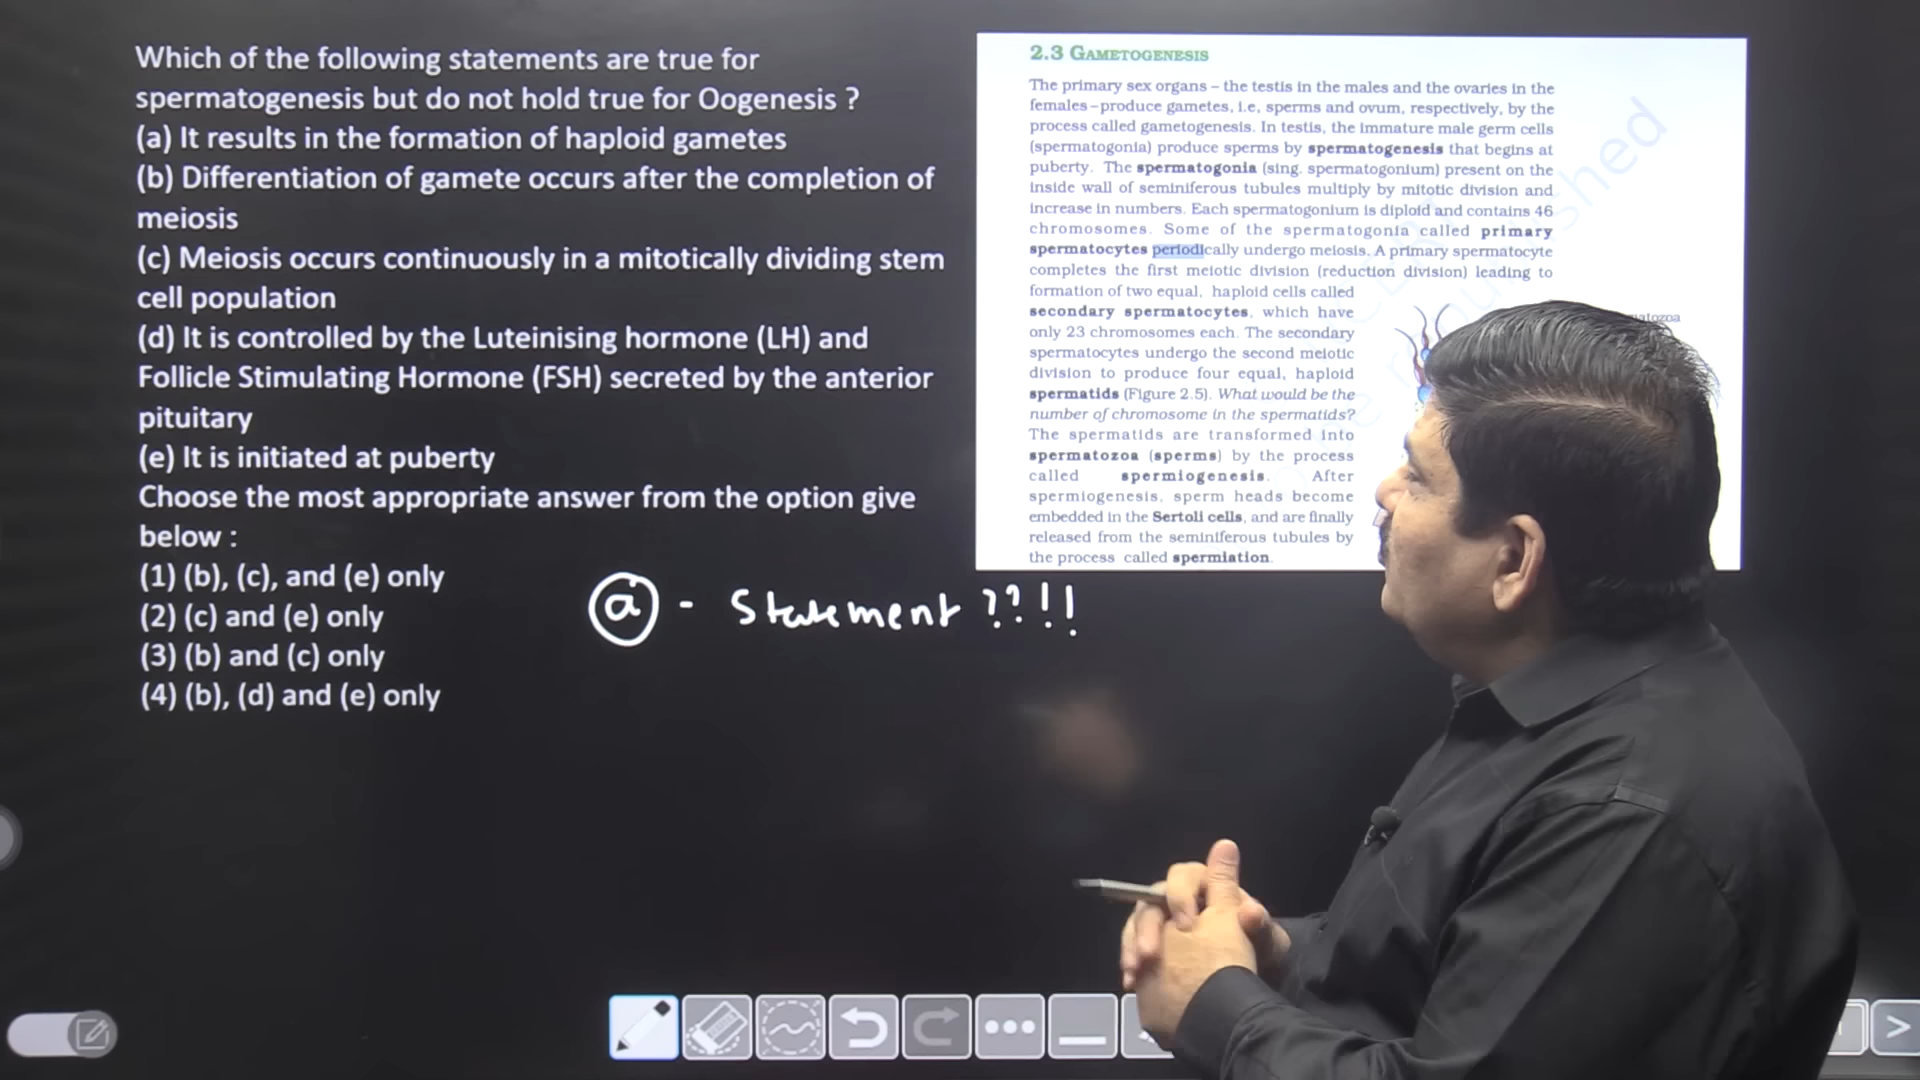 Which of the following statements are true for
spermatogenesis but do not hold true for Oogenesis ?
(a) It results in the formation of haploid gametes
(b) Differentiation of gamete occurs after the completion of
meiosis
(c) Meiosis occurs continuously in a mitotically dividing stem
cell population
(d) It is controlled by the Luteinising hormone (LH) and
Follicle Stimulating Hormone (FSH) secreted by the anterior
pituitary
(e) It is initiated at puberty
Choose the most appropriate answer from the option give
below :
(1) (b), (c), and (e) only
(2) (c) and (e) only
(3) (b) and (c) only
(4) (b), (d) and (e) only
2.3 GAMETOGENESIS
The primary sex organs – the testis in the males and the ovaries in the
females – produce gametes, i.e, sperms and ovum, respectively, by the
process called gametogenesis. In testis, the immature male germ cells
(spermatogonia) produce sperms by spermatogenesis that begins at
puberty. The spermatogonia (sing. spermatogonium) present on the
inside wall of seminiferous tubules multiply by mitotic division and
increase in numbers. Each spermatogonium is diploid and contains 46
chromosomes. Some of the spermatogonia called primary
spermatocytes periodically undergo meiosis. A primary spermatocyte
completes the first meiotic division (reduction division) leading to
formation of two equal, haploid cells called
secondary spermatocytes, which have
only 23 chromosomes each. The secondary
spermatocytes undergo the second meiotic
division to produce four equal, haploid
spermatids (Figure 2.5). What would be the
number of chromosome in the spermatids?
The spermatids are transformed into
spermatozoa (sperms) by the process
called spermiogenesis. After
spermiogenesis, sperm heads become
embedded in the Sertoli cells, and are finally
released from the seminiferous tubules by
the process called spermiation.
(a) - Statement ??!!